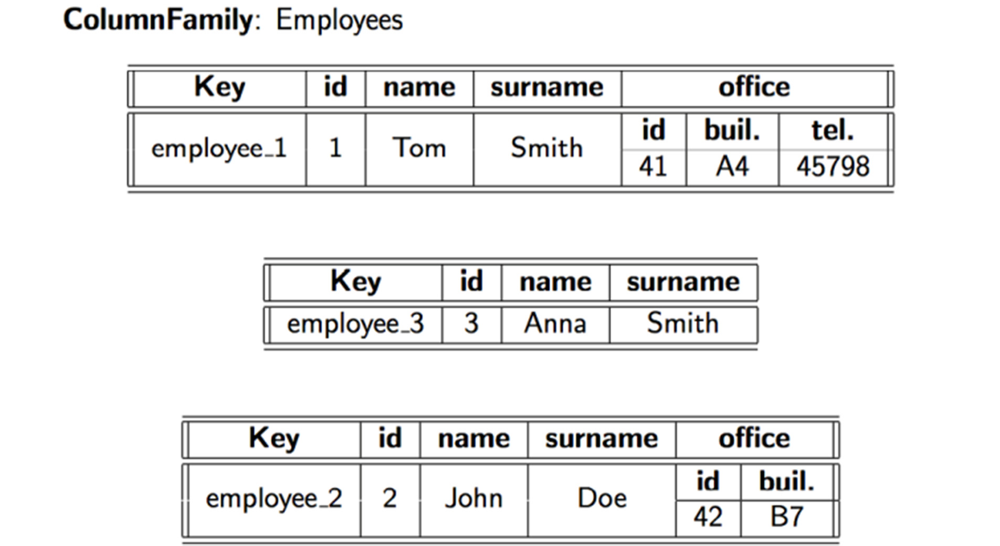 ColumnFamily: Employees
Key id name surname office
id buil. tel.
employee_1 1 Tom Smith
41 A4 45798
Key id name surname
employee_3 3 Anna Smith
Key id name surname office
id buil.
employee_2 2 John Doe
42 B7